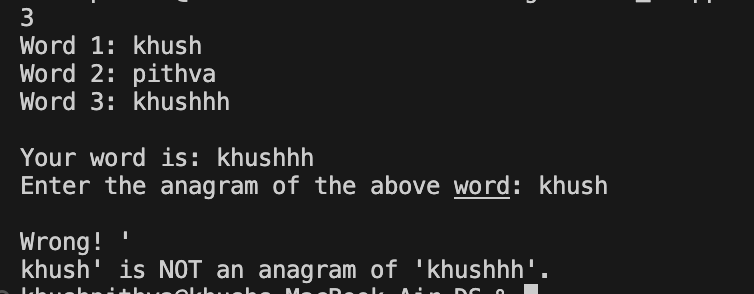 3
Word 1: khush
Word 2: pithva
Word 3: khushhh
Your word is: khushhh
Enter the anagram of the above word: khush
Wrong! '
khush' is NOT an anagram of 'khushhh'.